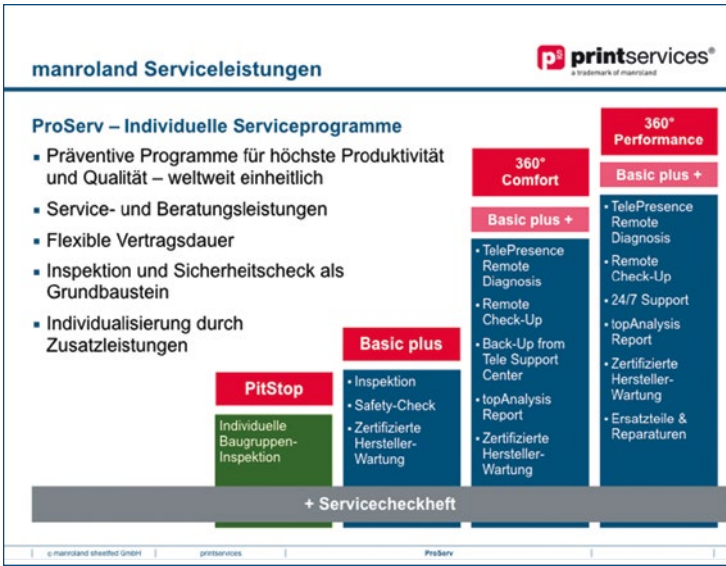 manroland Serviceleistungen
ps printservices®
a trademark of manroland
ProServ – Individuelle Serviceprogramme
▪ Präventive Programme für höchste Produktivität
und Qualität – weltweit einheitlich
▪ Service- und Beratungsleistungen
▪ Flexible Vertragsdauer
▪ Inspektion und Sicherheitscheck als
Grundbaustein
▪ Individualisierung durch
Zusatzleistungen
PitStop
Individuelle
Baugruppen-
Inspektion
Basic plus
• Inspektion
• Safety-Check
• Zertifizierte
Hersteller-
Wartung
360°
Comfort
Basic plus +
• TelePresence
Remote
Diagnosis
• Remote
Check-Up
• Back-Up from
Tele Support
Center
• topAnalysis
Report
• Zertifizierte
Hersteller-
Wartung
360°
Performance
Basic plus +
• TelePresence
Remote
Diagnosis
• Remote
Check-Up
• 24/7 Support
• topAnalysis
Report
• Zertifizierte
Hersteller-
Wartung
• Ersatzteile &
Reparaturen
+ Servicecheckheft
| c manroland sheetfed GmbH | printservices | ProServ | |